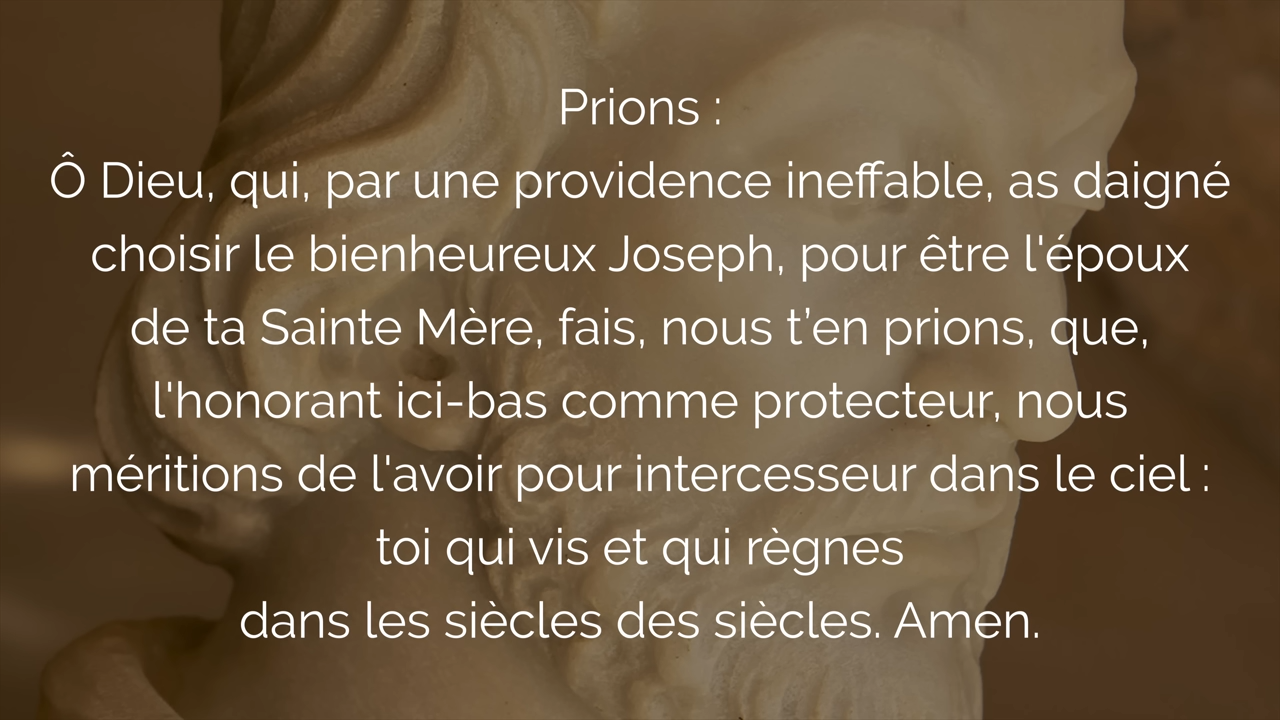 Prions :
Ô Dieu, qui, par une providence ineffable, as daigné
choisir le bienheureux Joseph, pour être l'époux
de ta Sainte Mère, fais, nous t’en prions, que,
l'honorant ici-bas comme protecteur, nous
méritions de l'avoir pour intercesseur dans le ciel :
toi qui vis et qui règnes
dans les siècles des siècles. Amen.